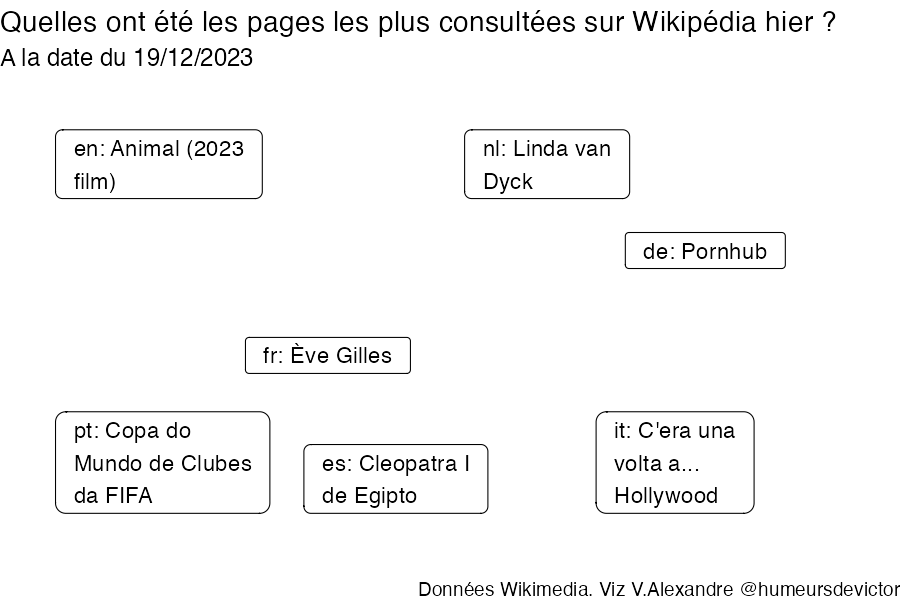 Quelles ont été les pages les plus consultées sur Wikipédia hier ?
A la date du 19/12/2023
en: Animal (2023
film)
nl: Linda van
Dyck
de: Pornhub
fr: Ève Gilles
pt: Copa do
Mundo de Clubes
da FIFA
es: Cleopatra I
de Egipto
it: C'era una
volta a...
Hollywood
Données Wikimedia. Viz V.Alexandre @humeursdevictor